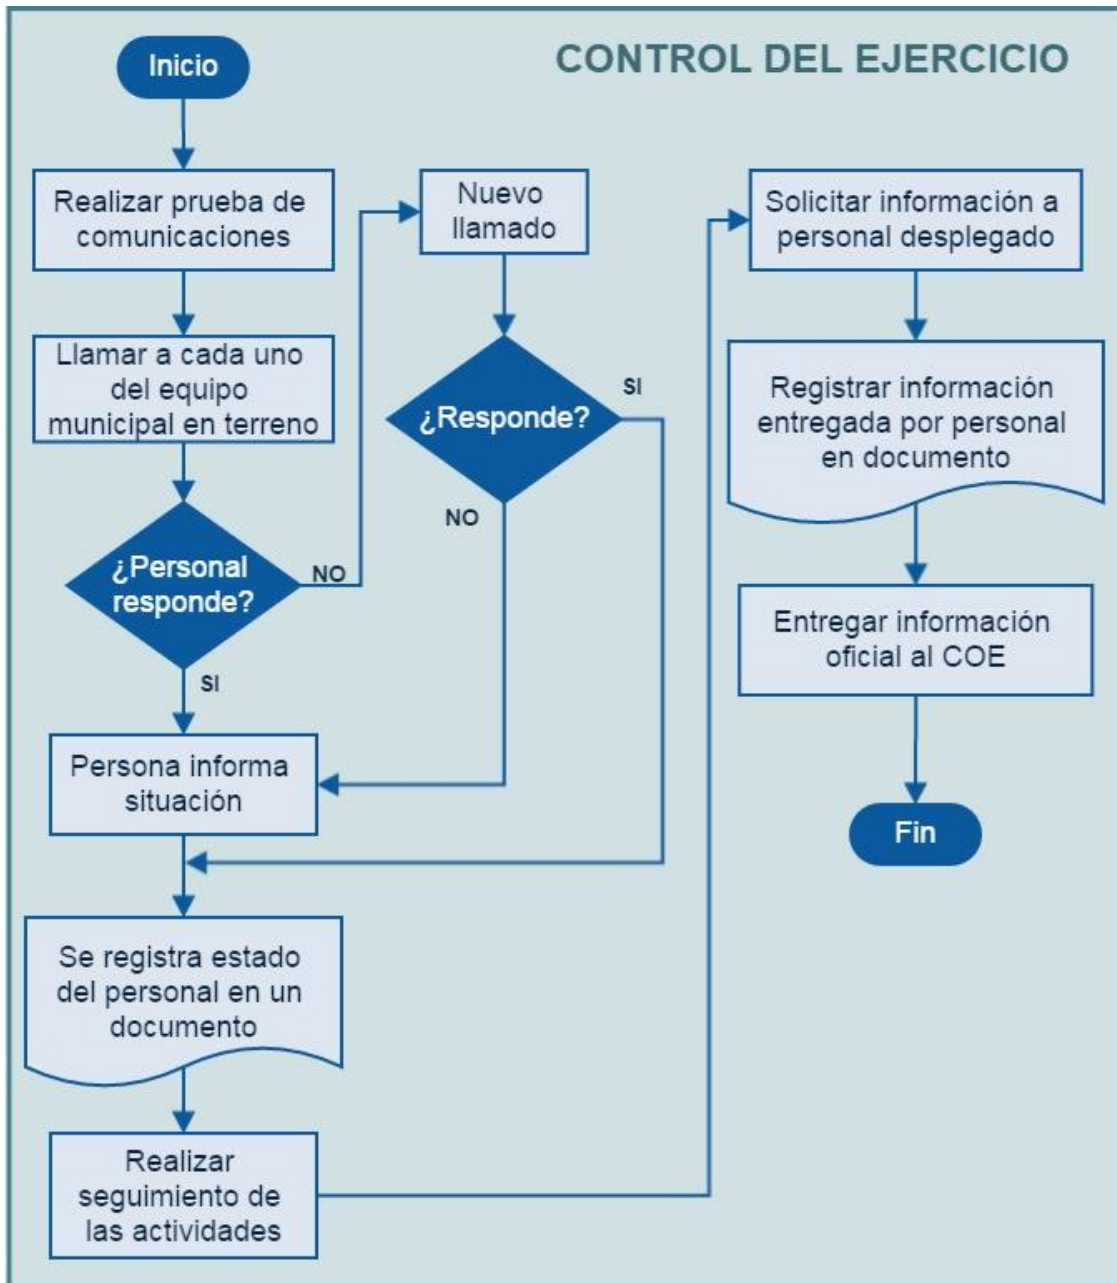 CONTROL DEL EJERCICIO
Inicio
Realizar prueba de
comunicaciones
Llamar a cada uno
del equipo
municipal en terreno
¿Personal
responde?
NO
SI
Nuevo
llamado
¿Responde?
SI
NO
Persona informa
situación
Se registra estado
del personal en un
documento
Realizar
seguimiento de
las actividades
Solicitar información a
personal desplegado
Registrar información
entregada por personal
en documento
Entregar información
oficial al COE
Fin